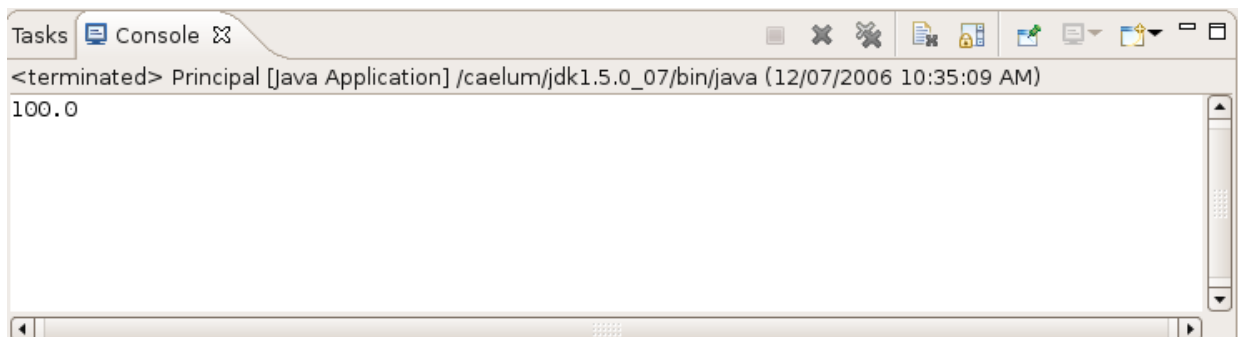 Tasks Console
<terminated> Principal [Java Application] /caelum/jdk1.5.0_07/bin/java (12/07/2006 10:35:09 AM)
100.0